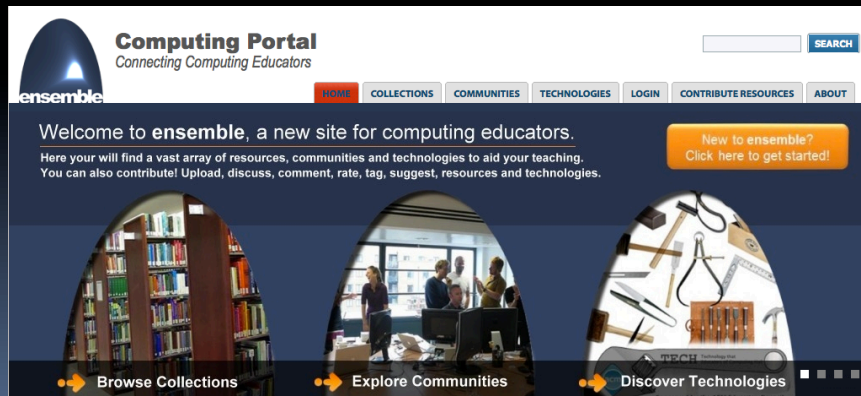 Computing Portal
Connecting Computing Educators
SEARCH
ensemble
HOME COLLECTIONS COMMUNITIES TECHNOLOGIES LOGIN CONTRIBUTE RESOURCES ABOUT
Welcome to ensemble, a new site for computing educators.
Here your will find a vast array of resources, communities and technologies to aid your teaching.
You can also contribute! Upload, discuss, comment, rate, tag, suggest, resources and technologies.
New to ensemble?
Click here to get started!
TECH
Browse Collections Explore Communities Discover Technologies